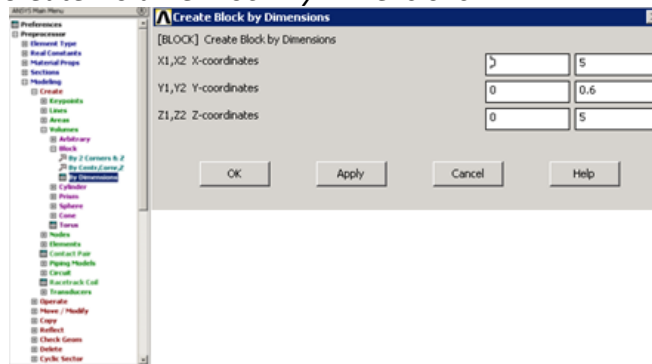 ANSYS Main Menu
Preferences
Preprocessor
Element Type
Real Constants
Material Props
Sections
Modeling
Create
Keypoints
Lines
Areas
Volumes
Arbitrary
Block
By 2 Corners & Z
By Centr,Cornr,Z
By Dimensions
Cylinder
Prism
Sphere
Cone
Torus
Nodes
Elements
Contact Pair
Piping Models
Circuit
Racetrack Coil
Transducers
Operate
Move / Modify
Copy
Reflect
Check Geom
Delete
Cyclic Sector
Create Block by Dimensions
[BLOCK] Create Block by Dimensions
X1,X2 X-coordinates 5
Y1,Y2 Y-coordinates 0 0.6
Z1,Z2 Z-coordinates 0 5
OK Apply Cancel Help